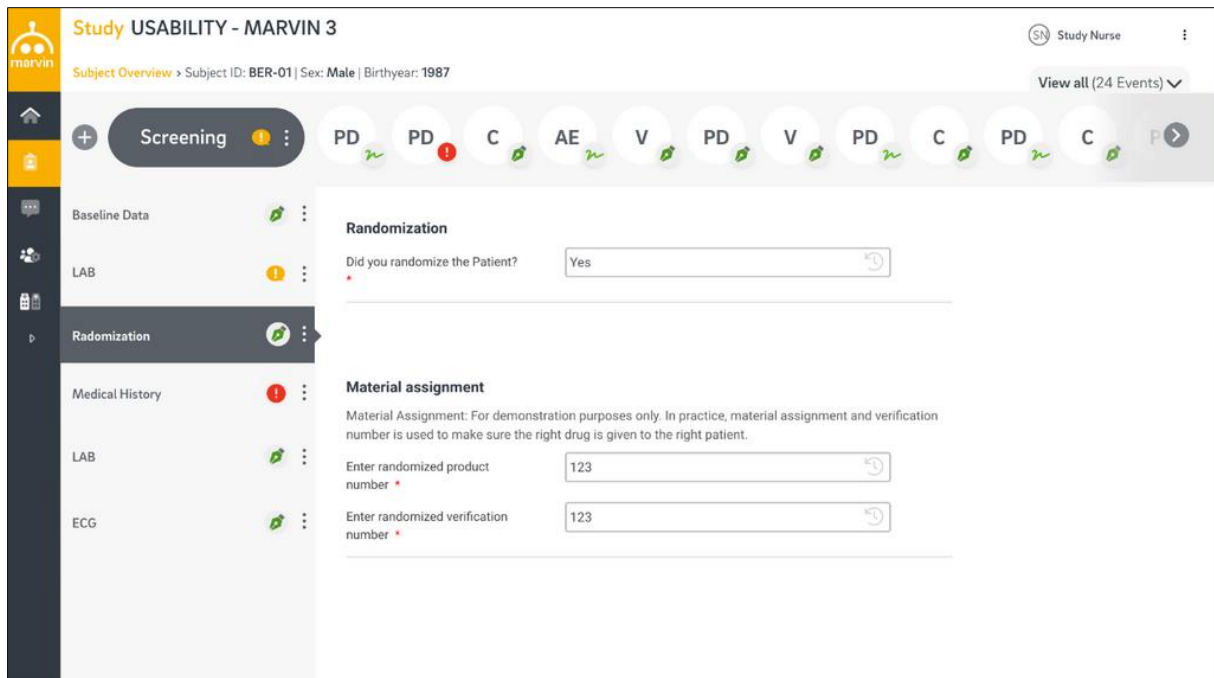 Study USABILITY - MARVIN 3
SN Study Nurse
marvin
Subject Overview › Subject ID: BER-01 | Sex: Male | Birthyear: 1987
View all (24 Events)
Screening
PD PD C AE V PD V PD C PD C P
Baseline Data
LAB
Radomization
Medical History
LAB
ECG
Randomization
Did you randomize the Patient?
*
Yes
Material assignment
Material Assignment: For demonstration purposes only. In practice, material assignment and verification
number is used to make sure the right drug is given to the right patient.
Enter randomized product
number *
123
Enter randomized verification
number *
123